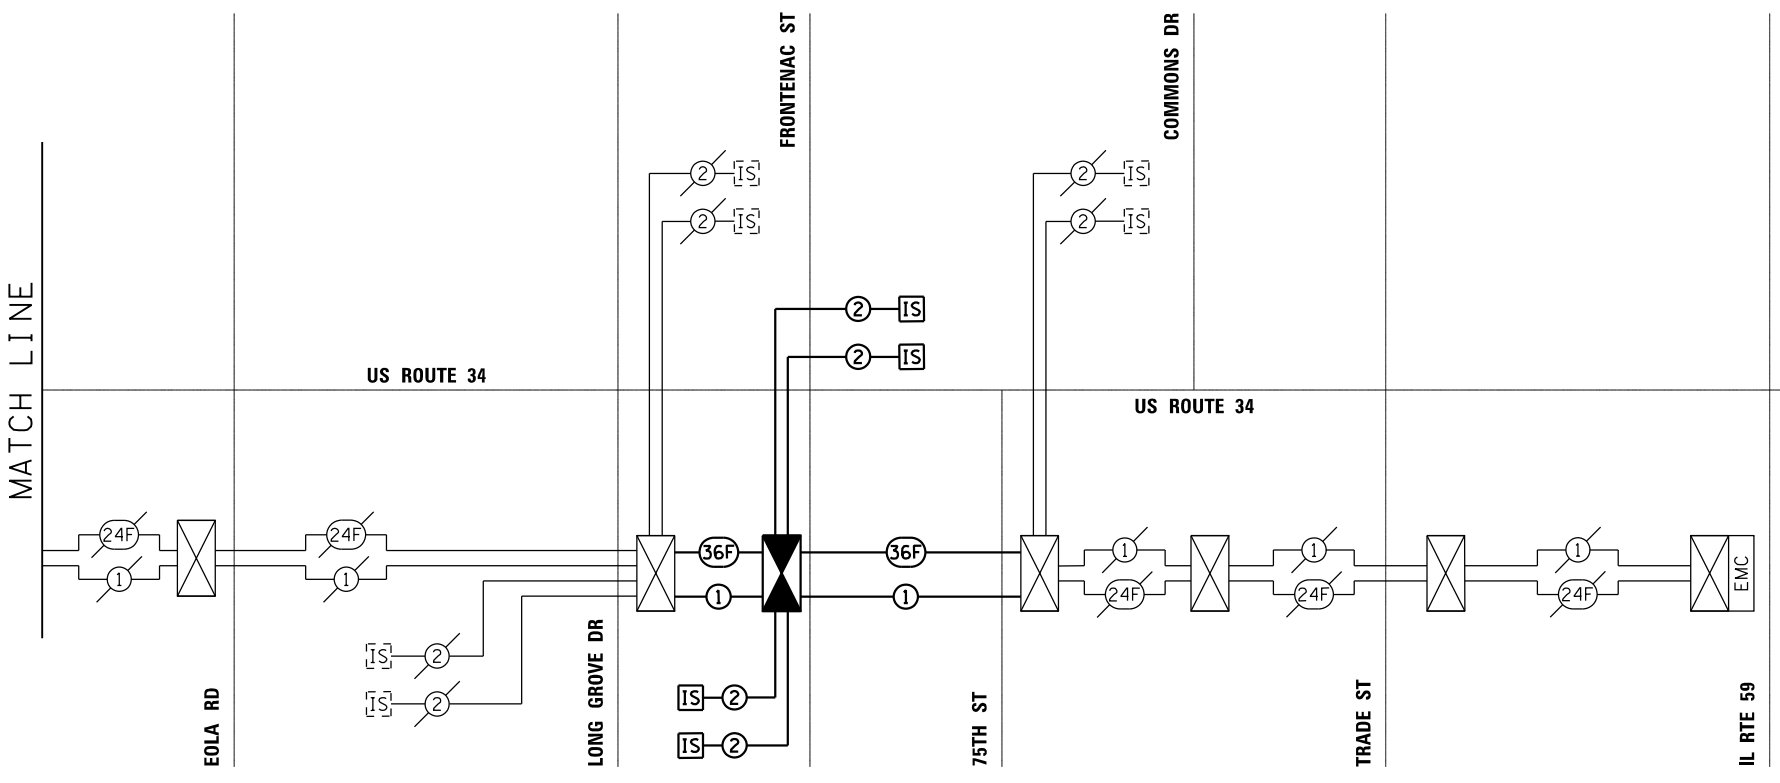 FRONTENAC ST
COMMONS DR
2 IS
2 IS
2 IS
2 IS
2 IS
2 IS
US ROUTE 34
US ROUTE 34
MATCH LINE
24F
24F
36F
36F
1
1
1
1
1
1
1
24F
24F
24F
EMC
IS 2
IS 2
IS 2
IS 2
EOLA RD
LONG GROVE DR
75TH ST
TRADE ST
IL RTE 59